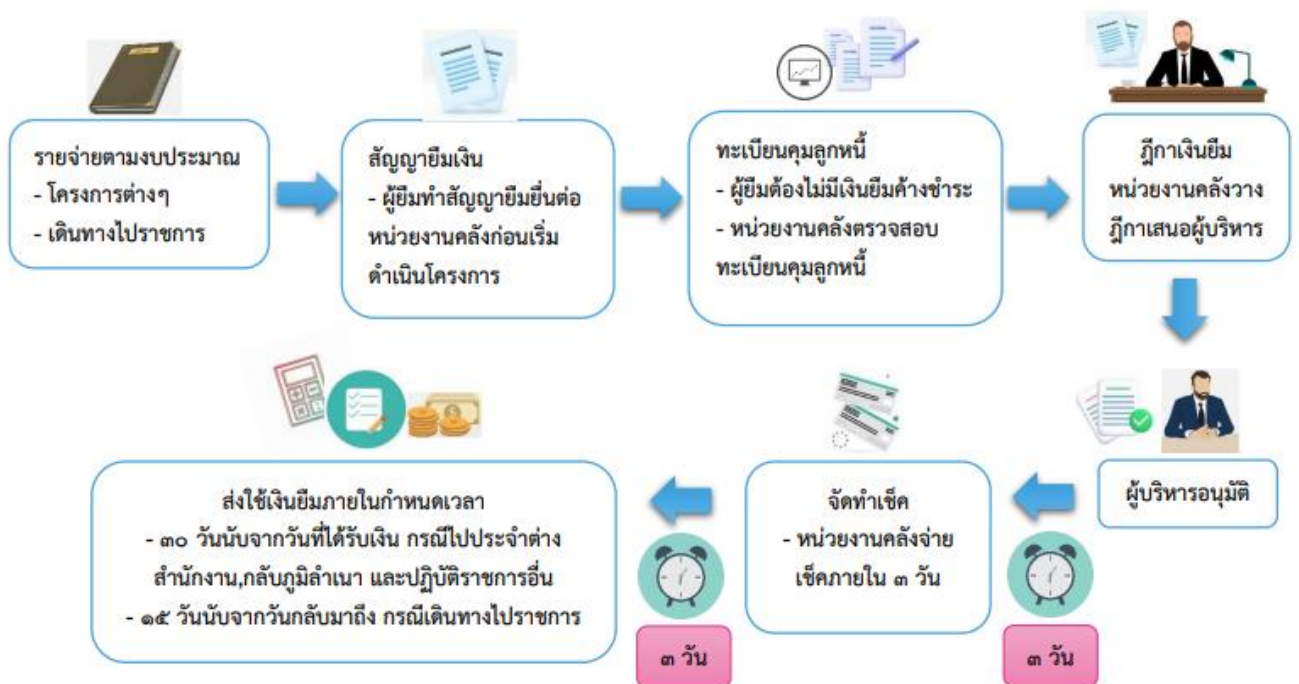 รายจ่ายตามงบประมาณ
- โครงการต่างๆ
- เดินทางไปราชการ
สัญญายืมเงิน
- ผู้ยืมทำสัญญายืมยื่นต่อ
หน่วยงานคลังก่อนเริ่ม
ดำเนินโครงการ
ทะเบียนคุมลูกหนี้
- ผู้ยืมต้องไม่มีเงินยืมค้างชำระ
- หน่วยงานคลังตรวจสอบ
ทะเบียนคุมลูกหนี้
ฎีกาเงินยืม
หน่วยงานคลังวาง
ฎีกาเสนอผู้บริหาร
ผู้บริหารอนุมัติ
๓ วัน
จัดทำเช็ค
- หน่วยงานคลังจ่าย
เช็คภายใน ๓ วัน
๓ วัน
ส่งใช้เงินยืมภายในกำหนดเวลา
- ๓๐ วันนับจากวันที่ได้รับเงิน กรณีไปประจำต่าง
สำนักงาน,กลับภูมิลำเนา และปฏิบัติราชการอื่น
- ๑๕ วันนับจากวันกลับมาถึง กรณีเดินทางไปราชการ